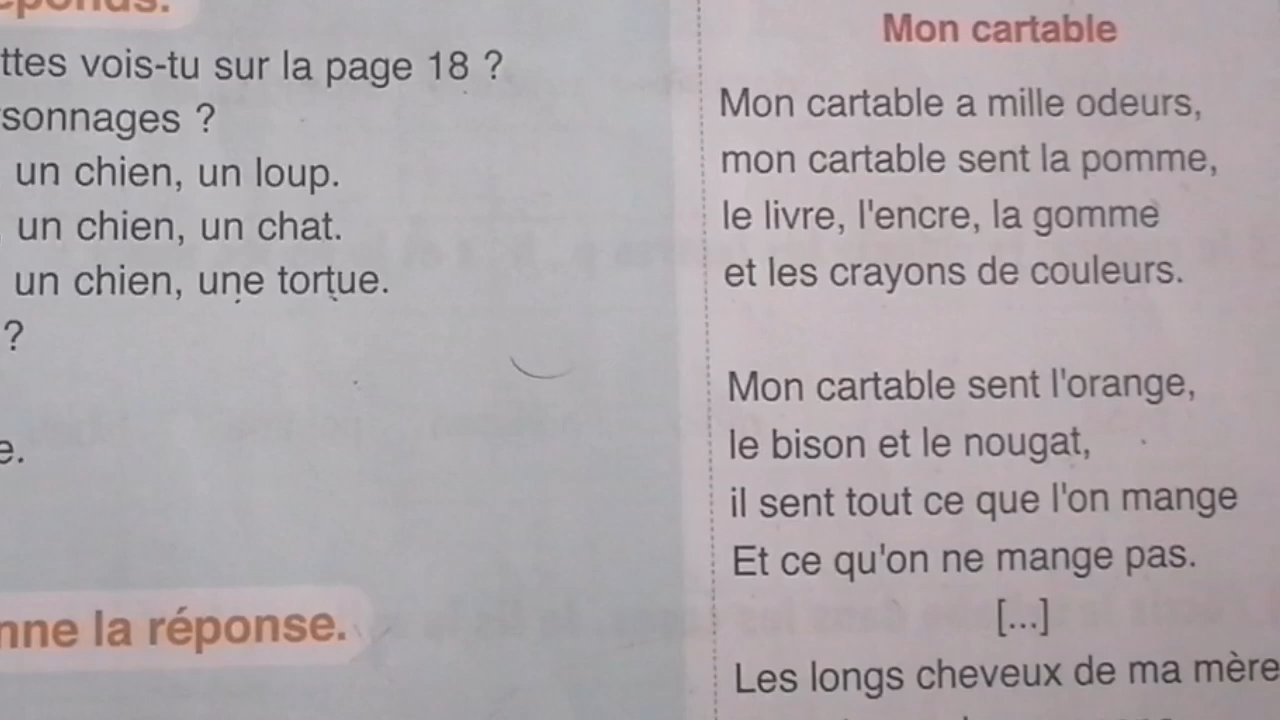 ttes vois-tu sur la page 18 ?
sonnages ?
un chien, un loup.
un chien, un chat.
un chien, une tortue.
?
e.
nne la réponse.
Mon cartable
Mon cartable a mille odeurs,
mon cartable sent la pomme,
le livre, l'encre, la gomme
et les crayons de couleurs.
Mon cartable sent l'orange,
le bison et le nougat,
il sent tout ce que l'on mange
Et ce qu'on ne mange pas.
[...]
Les longs cheveux de ma mère